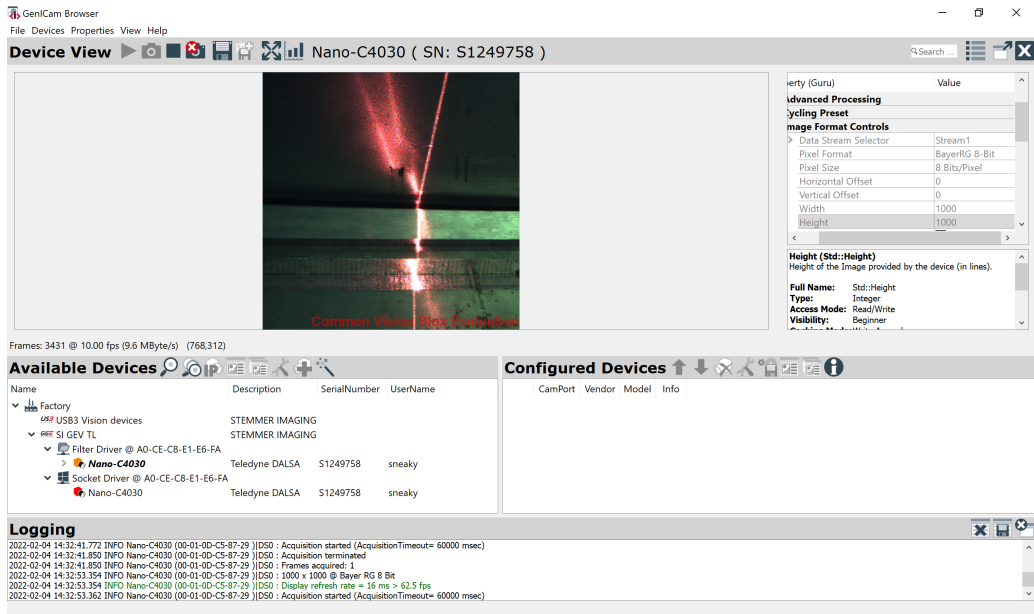 GenICam Browser
File Devices Properties View Help
Device View Nano-C4030 ( SN: S1249758 ) Search ...
erty (Guru) Value
Advanced Processing
Cycling Preset
mage Format Controls
Data Stream Selector Stream1
Pixel Format BayerRG 8-Bit
Pixel Size 8 Bits/Pixel
Horizontal Offset 0
Vertical Offset 0
Width 1000
Height 1000
Height (Std::Height)
Height of the Image provided by the device (in lines).
Full Name: Std::Height
Type: Integer
Access Mode: Read/Write
Visibility: Beginner
Common Vision Blox Evaluation
Frames: 3431 @ 10.00 fps (9.6 MByte/s) (768,312)
Available Devices IP
Name Description SerialNumber UserName
Factory
USB3 USB3 Vision devices STEMMER IMAGING
SI GEV TL STEMMER IMAGING
Filter Driver @ A0-CE-C8-E1-E6-FA
Nano-C4030 Teledyne DALSA S1249758 sneaky
Socket Driver @ A0-CE-C8-E1-E6-FA
Nano-C4030 Teledyne DALSA S1249758 sneaky
Configured Devices
CamPort Vendor Model Info
Logging
2022-02-04 14:32:41.772 INFO Nano-C4030 (00-01-0D-C5-87-29 )|DS0 : Acquisition started (AcquisitionTimeout= 60000 msec)
2022-02-04 14:32:41.850 INFO Nano-C4030 (00-01-0D-C5-87-29 )|DS0 : Acquisition terminated
2022-02-04 14:32:41.850 INFO Nano-C4030 (00-01-0D-C5-87-29 )|DS0 : Frames acquired: 1
2022-02-04 14:32:53.354 INFO Nano-C4030 (00-01-0D-C5-87-29 )|DS0 : 1000 x 1000 @ Bayer RG 8 Bit
2022-02-04 14:32:53.354 INFO Nano-C4030 (00-01-0D-C5-87-29 )|DS0 : Display refresh rate = 16 ms > 62.5 fps
2022-02-04 14:32:53.362 INFO Nano-C4030 (00-01-0D-C5-87-29 )|DS0 : Acquisition started (AcquisitionTimeout= 60000 msec)